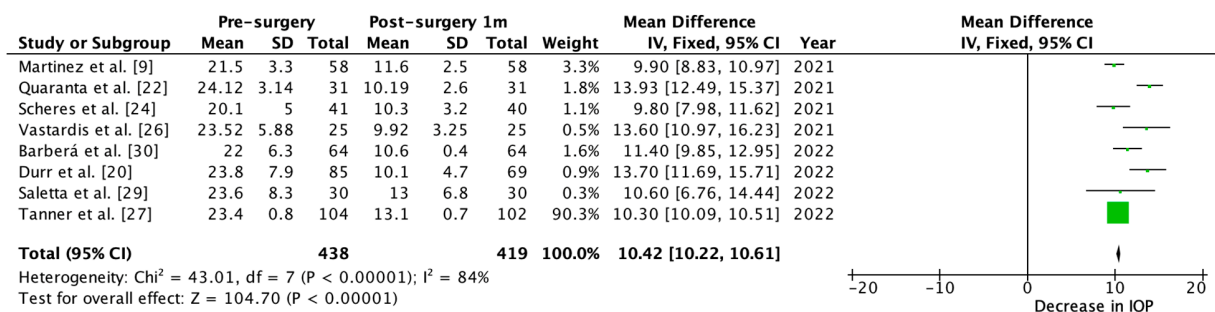 Pre-surgery Post-surgery 1m Mean Difference Mean Difference
Study or Subgroup Mean SD Total Mean SD Total Weight IV, Fixed, 95% CI Year IV, Fixed, 95% CI
Martinez et al. [9] 21.5 3.3 58 11.6 2.5 58 3.3% 9.90 [8.83, 10.97] 2021
Quaranta et al. [22] 24.12 3.14 31 10.19 2.6 31 1.8% 13.93 [12.49, 15.37] 2021
Scheres et al. [24] 20.1 5 41 10.3 3.2 40 1.1% 9.80 [7.98, 11.62] 2021
Vastardis et al. [26] 23.52 5.88 25 9.92 3.25 25 0.5% 13.60 [10.97, 16.23] 2021
Barberá et al. [30] 22 6.3 64 10.6 0.4 64 1.6% 11.40 [9.85, 12.95] 2022
Durr et al. [20] 23.8 7.9 85 10.1 4.7 69 0.9% 13.70 [11.69, 15.71] 2022
Saletta et al. [29] 23.6 8.3 30 13 6.8 30 0.3% 10.60 [6.76, 14.44] 2022
Tanner et al. [27] 23.4 0.8 104 13.1 0.7 102 90.3% 10.30 [10.09, 10.51] 2022
Total (95% CI) 438 419 100.0% 10.42 [10.22, 10.61]
Heterogeneity: Chi² = 43.01, df = 7 (P < 0.00001); I² = 84%
Test for overall effect: Z = 104.70 (P < 0.00001)
-20 -10 0 10 20
Decrease in IOP